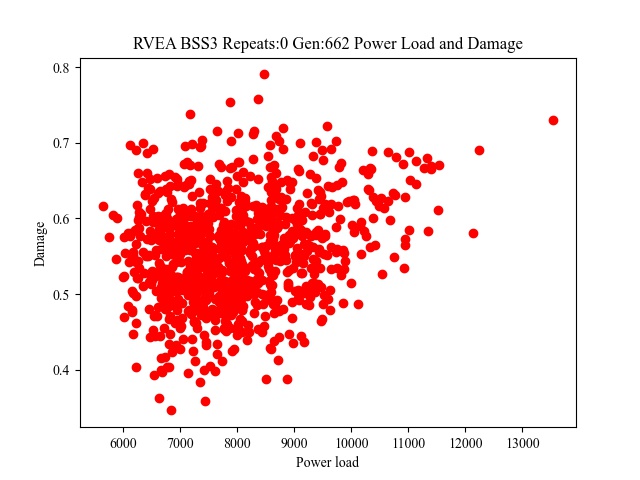 RVEA BSS3 Repeats:0 Gen:662 Power Load and Damage
0.8
0.7
0.6
0.5
0.4
Damage
6000 7000 8000 9000 10000 11000 12000 13000
Power load